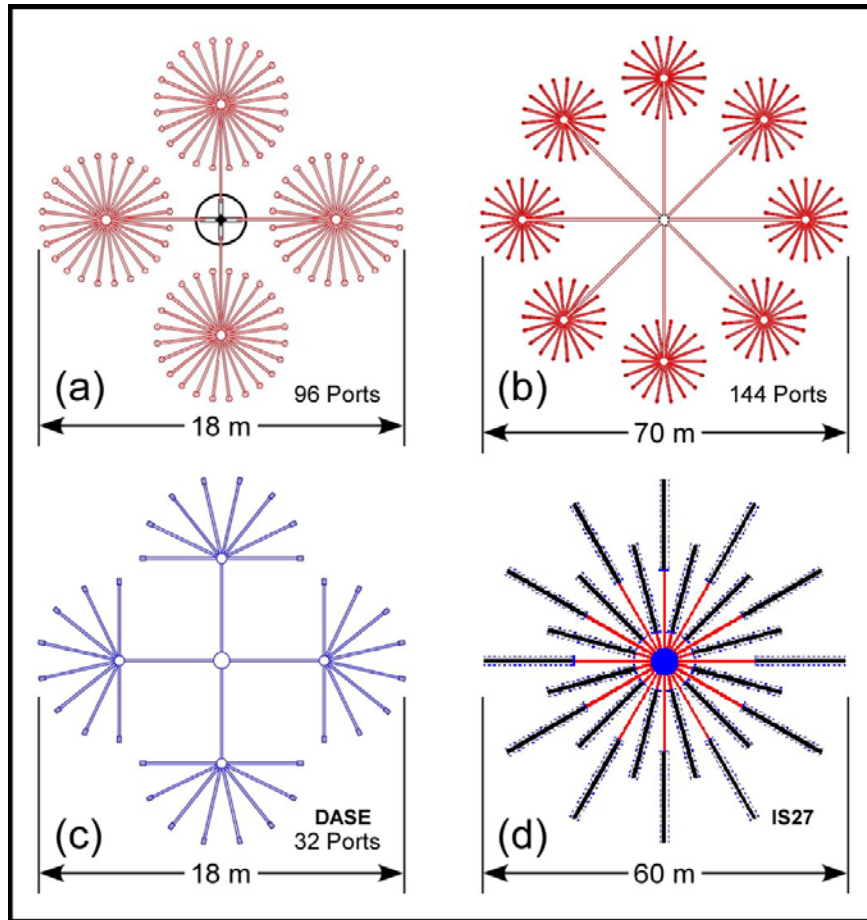 (a)
96 Ports
18 m
(b)
144 Ports
70 m
(c)
DASE
32 Ports
18 m
(d)
IS27
60 m